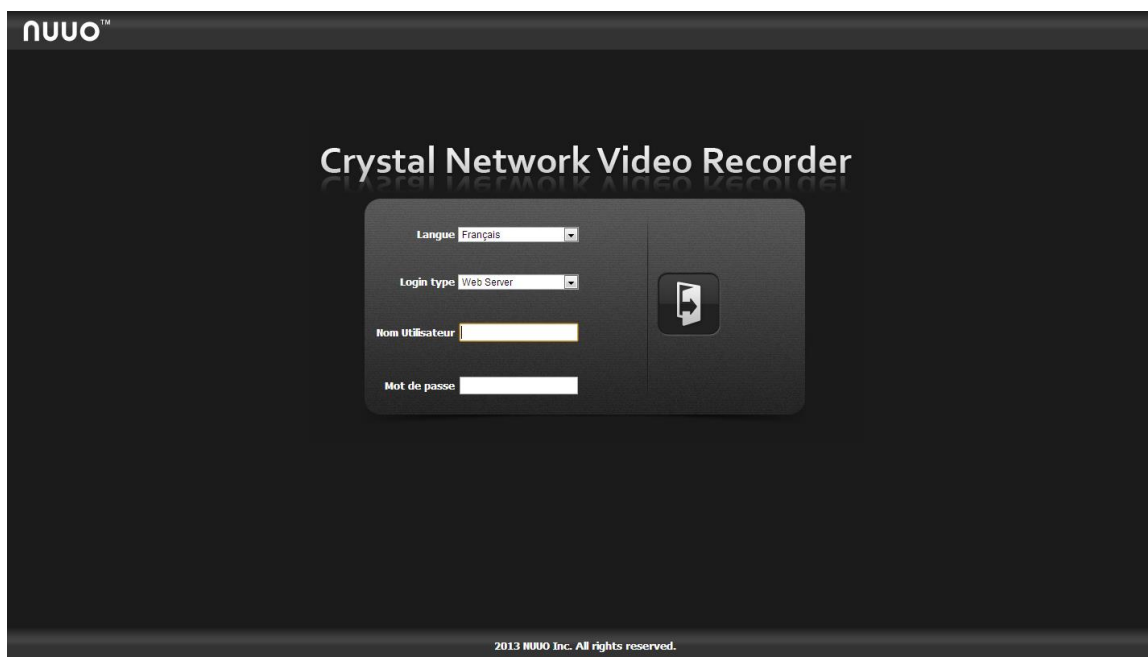 nuuo™
Crystal Network Video Recorder
Langue Français
Login type Web Server
Nom Utilisateur
Mot de passe
2013 NUUO Inc. All rights reserved.